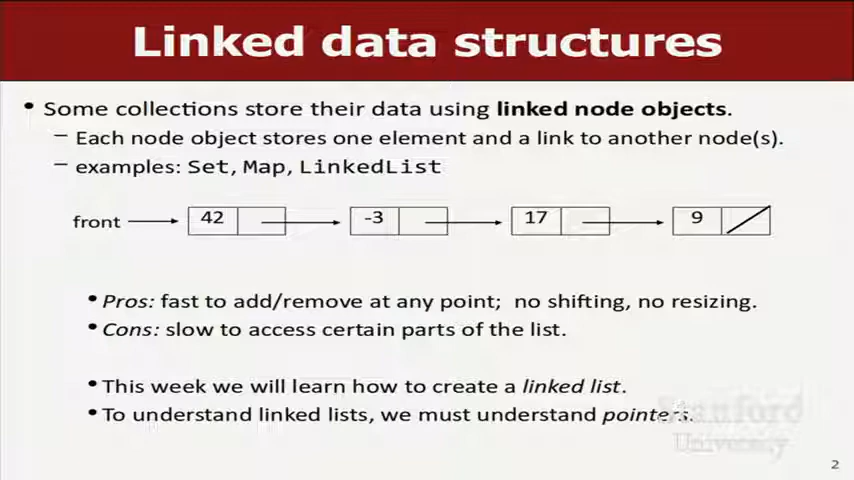 Linked data structures
• Some collections store their data using linked node objects.
– Each node object stores one element and a link to another node(s).
– examples: Set, Map, LinkedList
front 42 -3 17 9
• Pros: fast to add/remove at any point; no shifting, no resizing.
• Cons: slow to access certain parts of the list.
• This week we will learn how to create a linked list.
• To understand linked lists, we must understand pointers.
Stanford
University
2